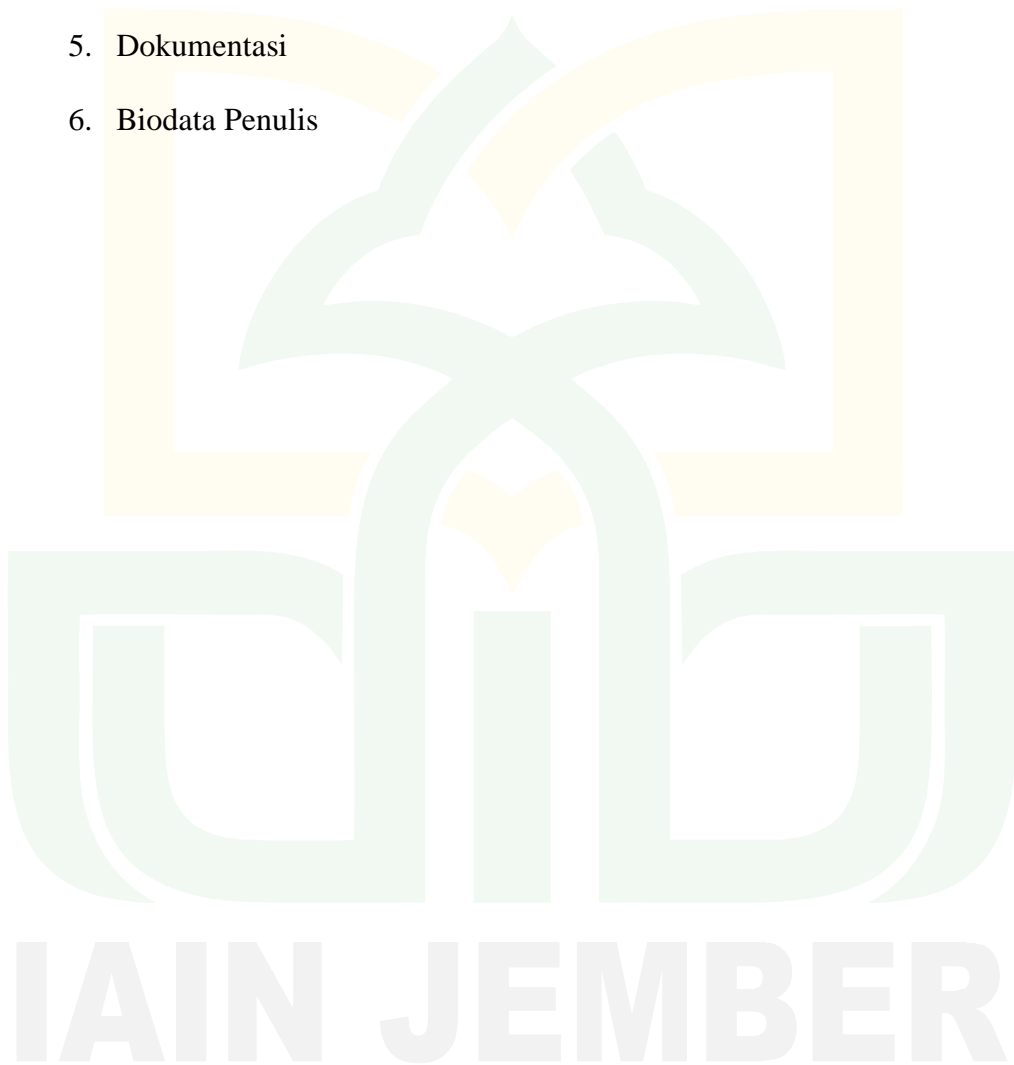 5. Dokumentasi
6. Biodata Penulis
IAIN JEMBER